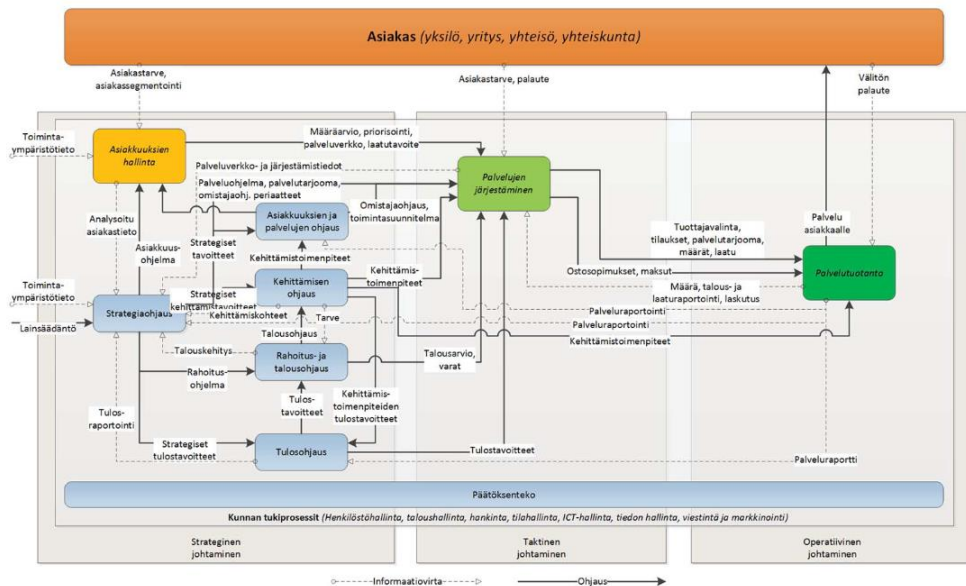 Asiakas (yksilö, yritys, yhteisö, yhteiskunta)
Asiakastarve,
asiakassegmentointi
Asiakastarve, palaute
Välitön
palaute
Toiminta-
ympäristötieto
Asiakkuuksien
hallinta
Määräarvio, priorisointi,
palveluverkko, laatutavoite
Palveluverkko- ja järjestämistiedot
Palveluohjelma, palvelutarjooma,
omistajaohj. periaatteet
Palvelujen
järjestäminen
Omistajaohjaus,
toimintasuunnitelma
Analysoitu
asiakastieto
Asiakkuus-
ohjelma
Strategiset
tavoitteet
Asiakkuuksien ja
palvelujen ohjaus
Kehittämistoimenpiteet
Tuottajavalinta,
tilaukset, palvelutarjooma,
määrät, laatu
Palvelu
asiakkaalle
Ostosopimukset, maksut
Palvelutuotanto
Toiminta-
ympäristötieto
Strategiset
kehittämistavoitteet
Kehittämisen
ohjaus
Kehittämis-
toimenpiteet
Määrä, talous- ja
laaturaportointi, laskutus
Strategiaohjaus
Kehittämiskohteet
Tarve
Palveluraportointi
Lainsäädäntö
Palveluraportointi
Talousohjaus
Kehittämistoimenpiteet
Talouskehitys
Rahoitus- ja
talousohjaus
Talousarvio,
varat
Rahoitus-
ohjelma
Tulos-
raportointi
Tulos-
tavoitteet
Kehittämis-
toimenpiteiden
tulostavoitteet
Strategiset
tulostavoitteet
Tulosohjaus
Tulostavoitteet
Palveluraportti
Päätöksenteko
Kunnan tukiprosessit (Henkilöstöhallinta, taloushallinta, hankinta, tilahallinta, ICT-hallinta, tiedon hallinta, viestintä ja markkinointi)
Strateginen
johtaminen
Taktinen
johtaminen
Operatiivinen
johtaminen
Informaatiovirta
Ohjaus